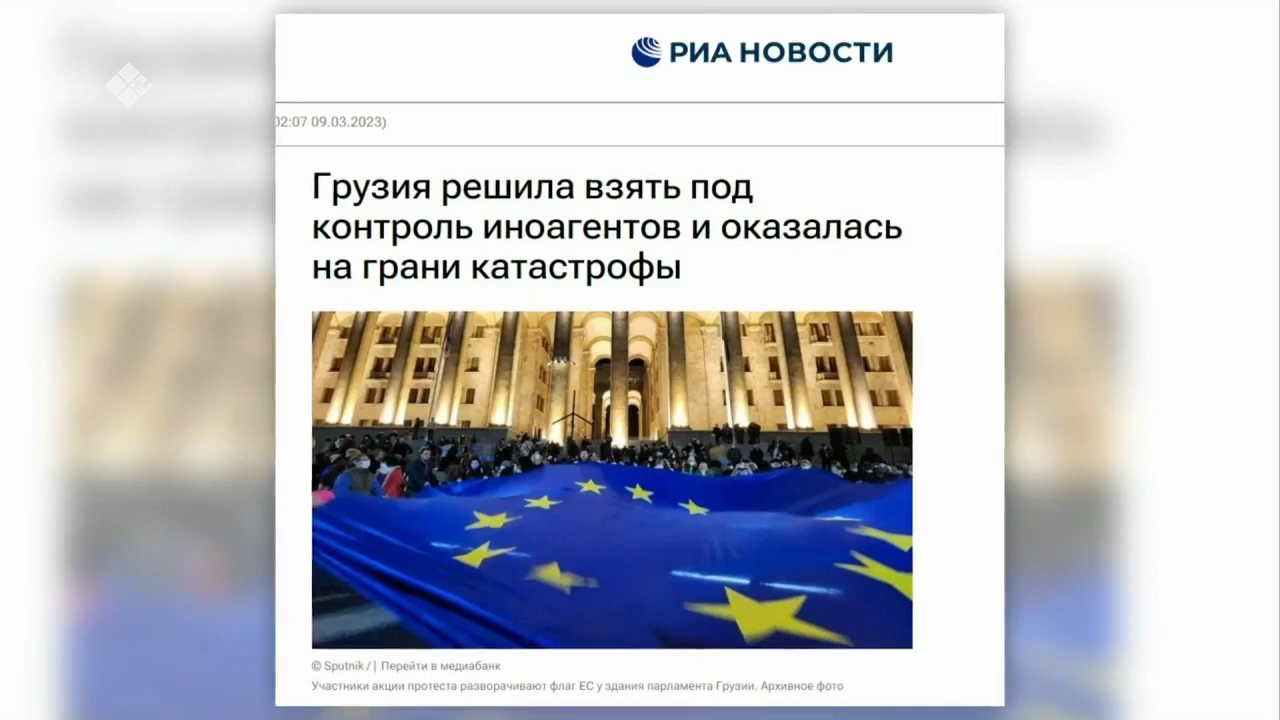 РИА НОВОСТИ
02:07 09.03.2023)
Грузия решила взять под
контроль иноагентов и оказалась
на грани катастрофы
© Sputnik / | Перейти в медиабанк
Участники акции протеста разворачивают флаг ЕС у здания парламента Грузии. Архивное фото